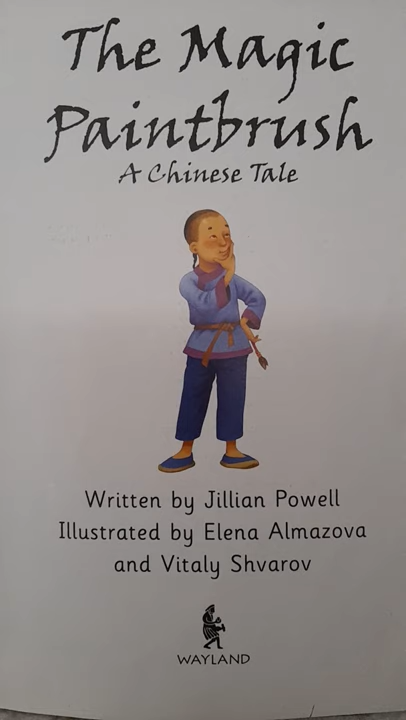 The Magic
Paintbrush
A Chinese Tale
Written by Jillian Powell
Illustrated by Elena Almazova
and Vitaly Shvarov
WAYLAND